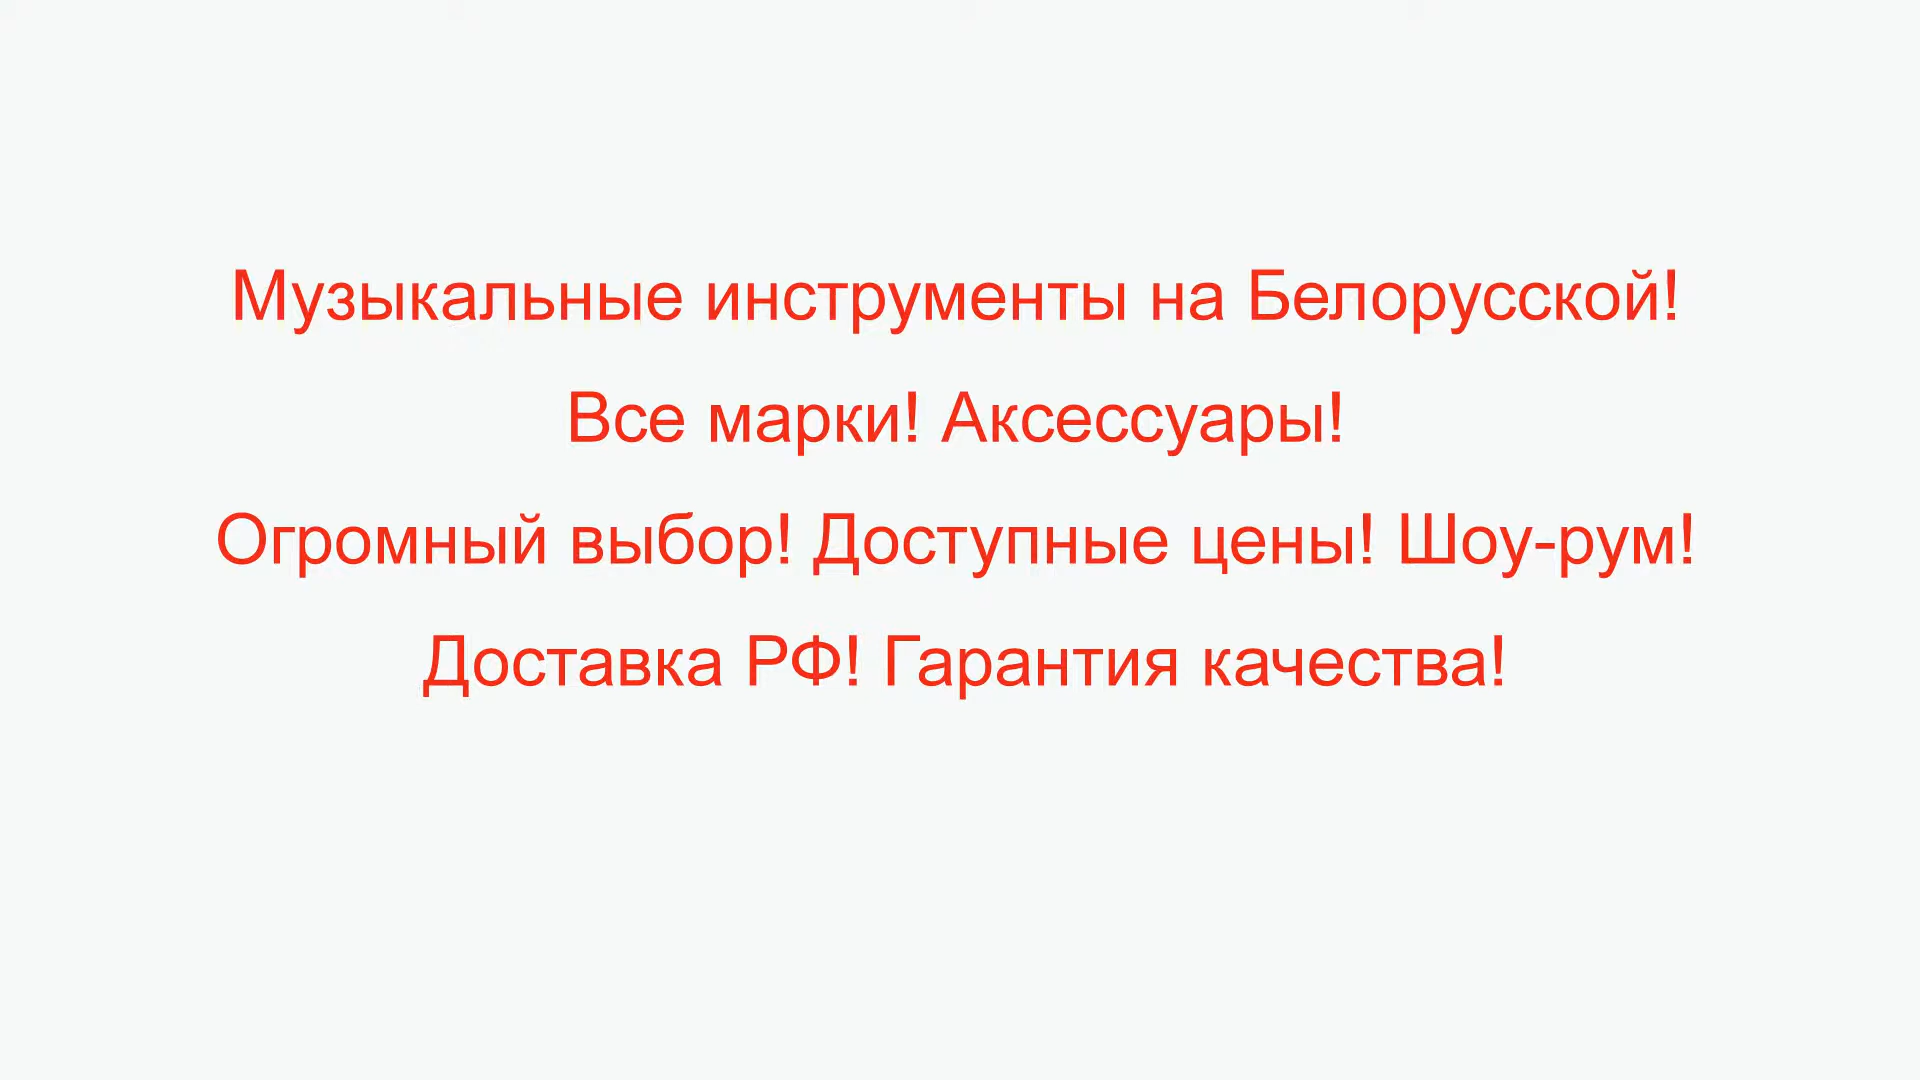 Музыкальные инструменты на Белорусской!
Все марки! Аксессуары!
Огромный выбор! Доступные цены! Шоу-рум!
Доставка РФ! Гарантия качества!